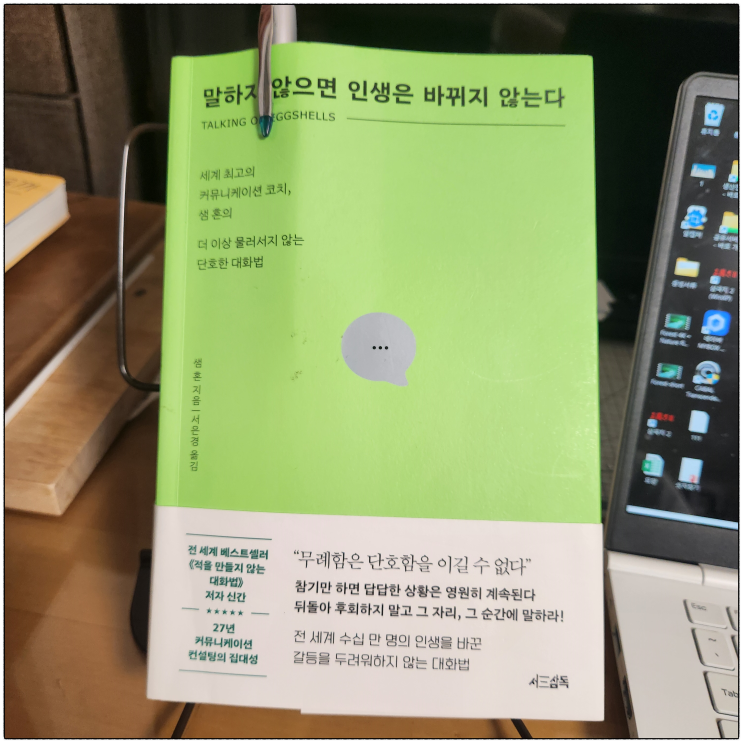 말하지 않으면 인생은 바뀌지 않는다
TALKING EGGSHELLS
세계 최고의
커뮤니케이션 코치,
샘 혼의
더 이상 물러서지 않는
단호한 대화법
샘 혼 지음 | 서은경 옮김
전 세계 베스트셀러
《적을 만들지 않는
대화법》
저자 신간
27년
커뮤니케이션
컨설팅의 집대성
“무례함은 단호함을 이길 수 없다”
참기만 하면 답답한 상황은 영원히 계속된다
뒤돌아 후회하지 말고 그 자리, 그 순간에 말하라!
전 세계 수십 만 명의 인생을 바꾼
갈등을 두려워하지 않는 대화법
서삼독
휴지통
Esc
Tab